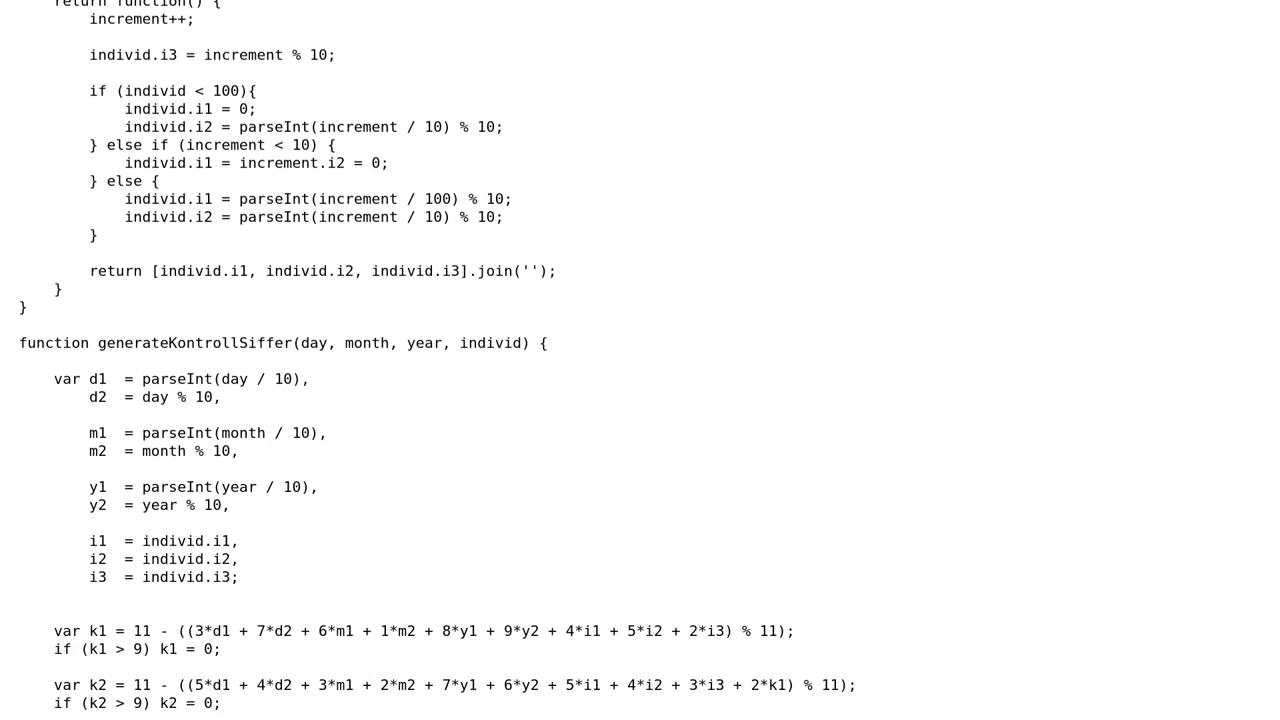 return function() {
        increment++;

        individ.i3 = increment % 10;

        if (individ < 100){
            individ.i1 = 0;
            individ.i2 = parseInt(increment / 10) % 10;
        } else if (increment < 10) {
            individ.i1 = increment.i2 = 0;
        } else {
            individ.i1 = parseInt(increment / 100) % 10;
            individ.i2 = parseInt(increment / 10) % 10;
        }

        return [individ.i1, individ.i2, individ.i3].join('');
    }
}

function generateKontrollSiffer(day, month, year, individ) {

    var d1  = parseInt(day / 10),
        d2  = day % 10,

        m1  = parseInt(month / 10),
        m2  = month % 10,

        y1  = parseInt(year / 10),
        y2  = year % 10,

        i1  = individ.i1,
        i2  = individ.i2,
        i3  = individ.i3;


    var k1 = 11 - ((3*d1 + 7*d2 + 6*m1 + 1*m2 + 8*y1 + 9*y2 + 4*i1 + 5*i2 + 2*i3) % 11);
    if (k1 > 9) k1 = 0;

    var k2 = 11 - ((5*d1 + 4*d2 + 3*m1 + 2*m2 + 7*y1 + 6*y2 + 5*i1 + 4*i2 + 3*i3 + 2*k1) % 11);
    if (k2 > 9) k2 = 0;